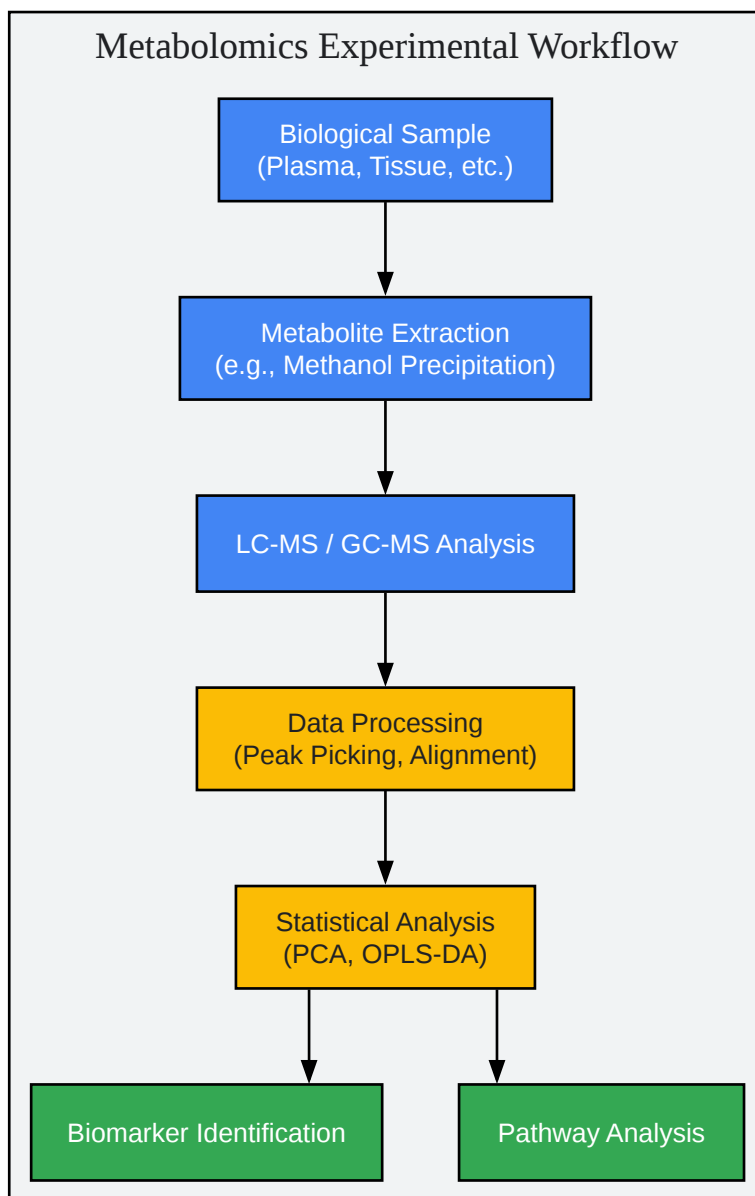 Metabolomics Experimental Workflow
Biological Sample
(Plasma, Tissue, etc.)
Metabolite Extraction
(e.g., Methanol Precipitation)
LC-MS / GC-MS Analysis
Data Processing
(Peak Picking, Alignment)
Statistical Analysis
(PCA, OPLS-DA)
Biomarker Identification
Pathway Analysis